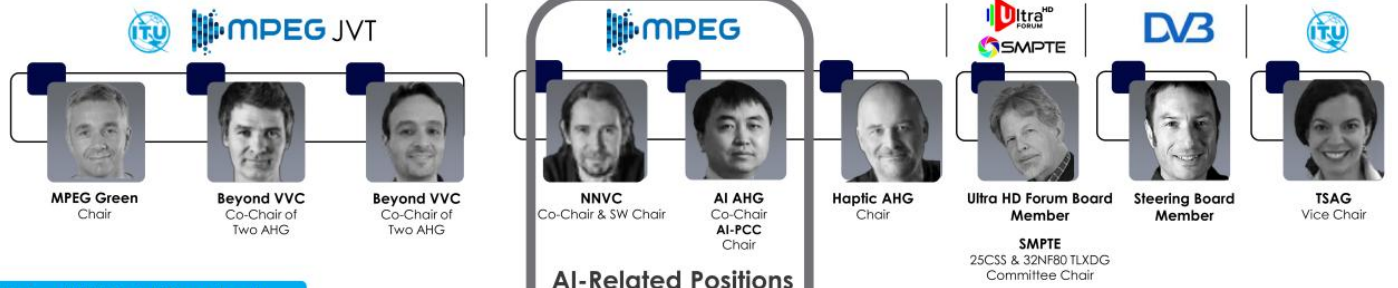 ITU MPEG JVT
MPEG
Ultra HD
FORUM
SMPTE
DVB
ITU
MPEG Green
Chair
Beyond VVC
Co-Chair of
Two AHG
Beyond VVC
Co-Chair of
Two AHG
NNVC
Co-Chair & SW Chair
AI AHG
Co-Chair
AI-PCC
Chair
AI-Related Positions
Haptic AHG
Chair
Ultra HD Forum Board
Member
SMPTE
25CSS & 32NF80 TLXDG
Committee Chair
Steering Board
Member
TSAG
Vice Chair